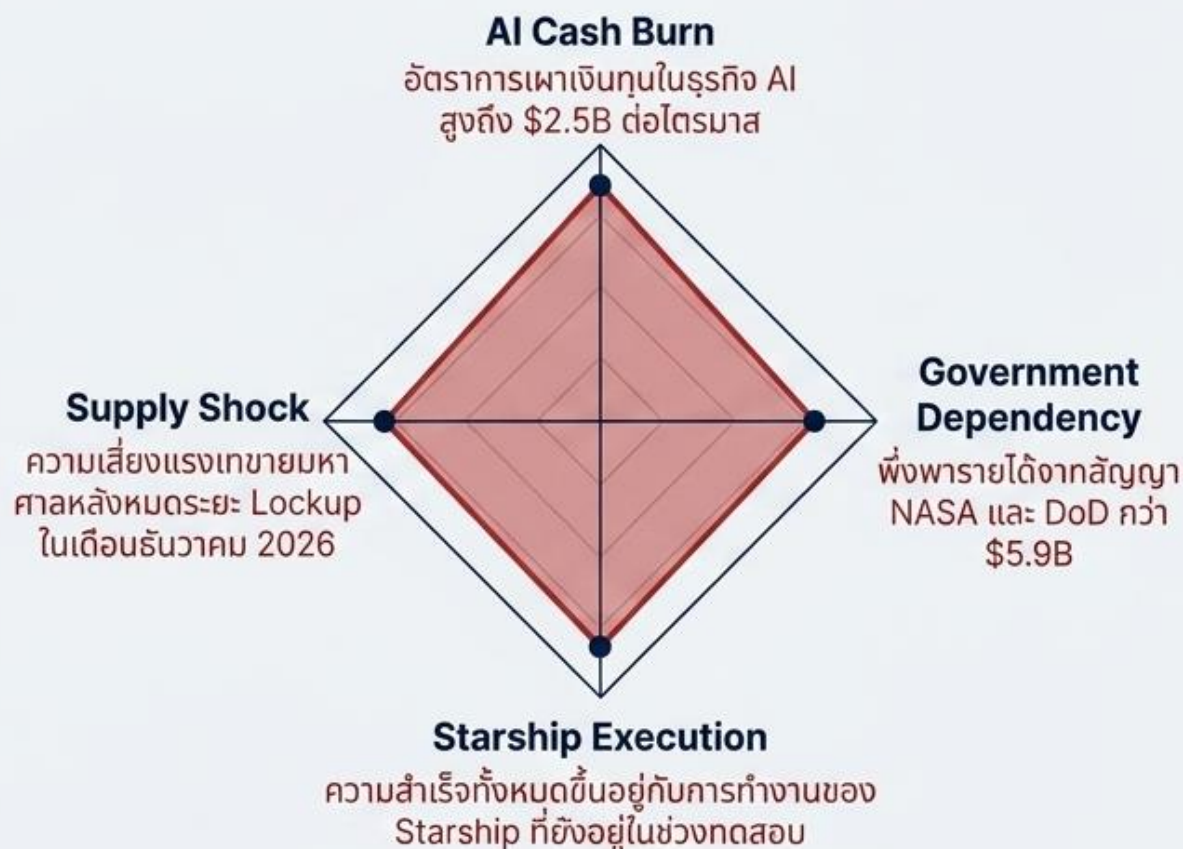 AI Cash Burn
อัตราการเผาเงินทุนในธุรกิจ AI
สูงถึง $2.5B ต่อไตรมาส
Supply Shock
ความเสี่ยงแรงเทขายมหา
ศาลหลังหมดระยะ Lockup
ในเดือนธันวาคม 2026
Government
Dependency
พึ่งพารายได้จากสัญญา
NASA และ DoD กว่า
$5.9B
Starship Execution
ความสำเร็จทั้งหมดขึ้นอยู่กับการทำงานของ
Starship ที่ยังอยู่ในช่วงทดสอบ